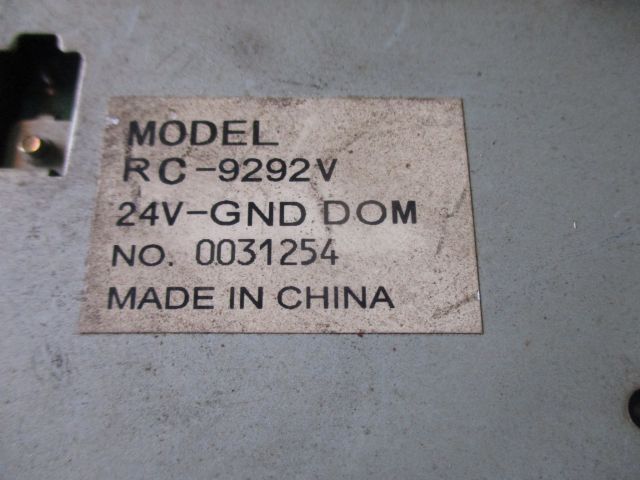 MODEL
RC-9292V
24V-GND DOM
NO. 0031254
MADE IN CHINA